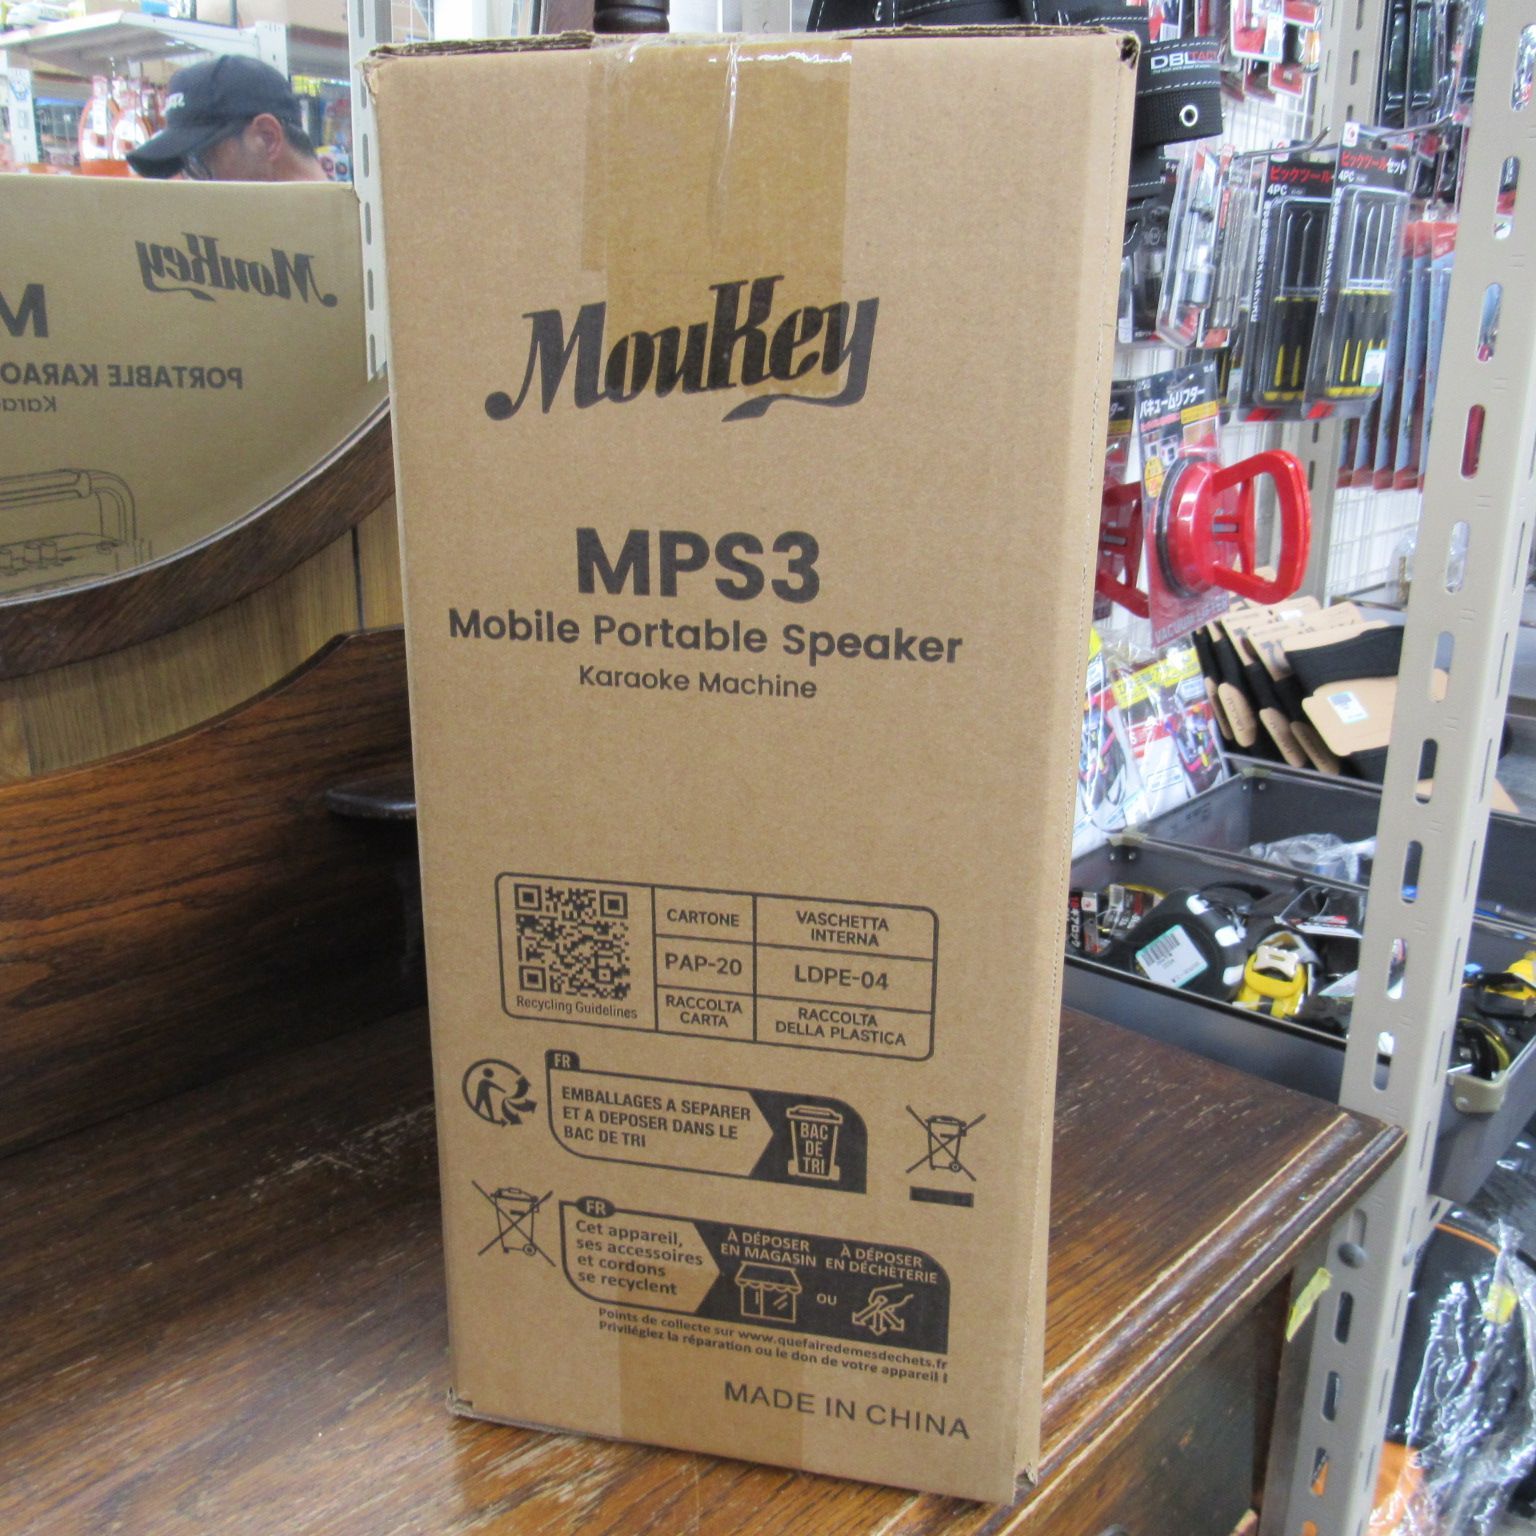 MouKey
MPS3
Mobile Portable Speaker
Karaoke Machine
CARTONE
VASCHETTA
INTERNA
PAP-20
LDPE-04
RACCOLTA
CARTA
RACCOLTA
DELLA PLASTICA
Recycling Guidelines
FR
EMBALLAGES A SEPARER
ET A DEPOSER DANS LE
BAC DE TRI
BAC
DE
TRI
FR
Cet appareil,
ses accessoires
et cordons
se recyclent
À DÉPOSER
EN MAGASIN
OU
À DÉPOSER
EN DÉCHÈTERIE
Points de collecte sur www.quefairedemesdechets.fr
Privilégiez la réparation ou le don de votre appareil !
MADE IN CHINA
MouKey
M
PORTABLE KARAO
Karao
DBLTACT
ピックツール
4PC
ピックツールセット
4PC
バキュームリフター